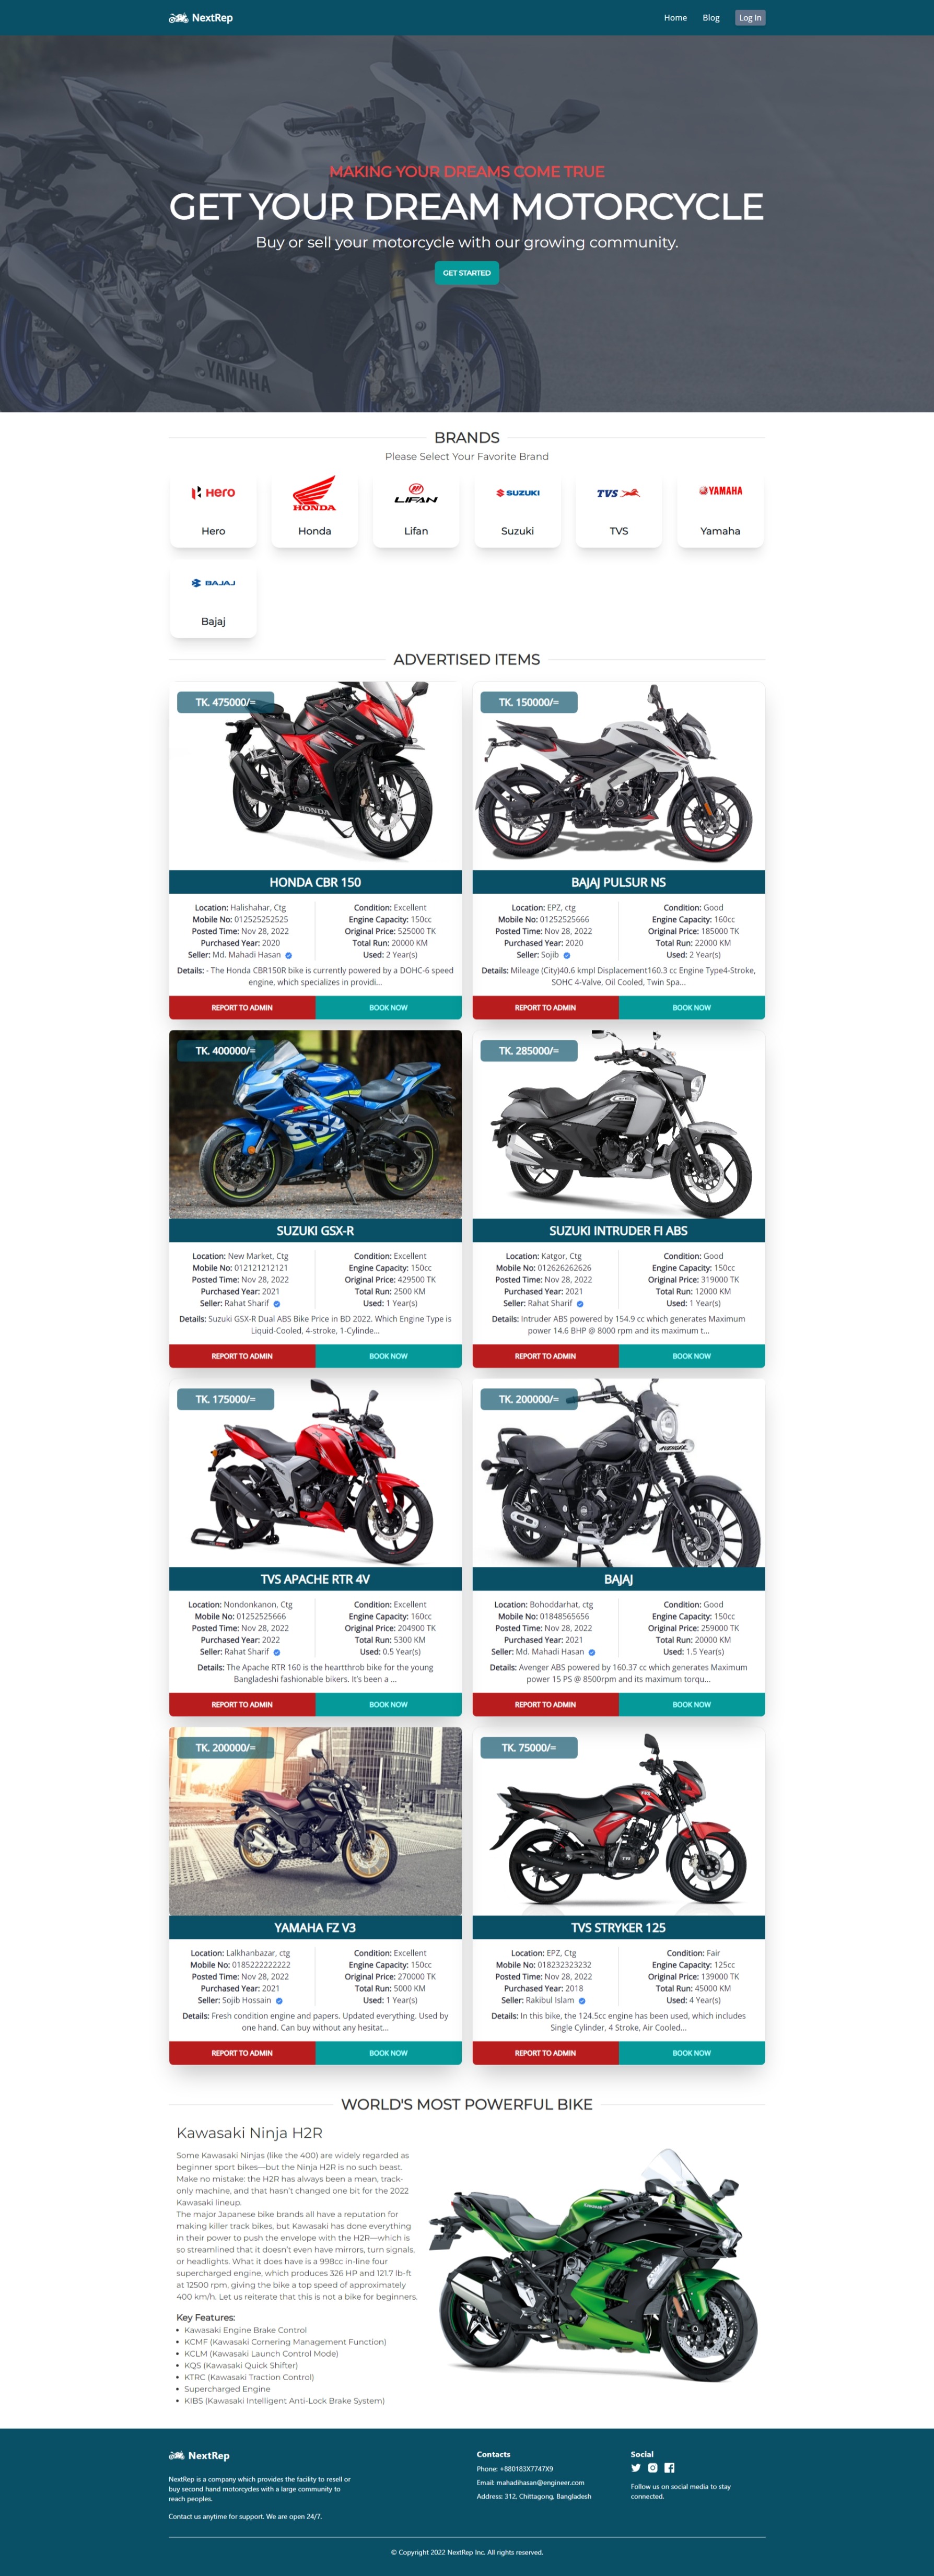 NextRep
Home
Blog
Log In
MAKING YOUR DREAMS COME TRUE
GET YOUR DREAM MOTORCYCLE
Buy or sell your motorcycle with our growing community.
GET STARTED
YAMAHA
BRANDS
Please Select Your Favorite Brand
Hero
HONDA
LIFAN
SUZUKI
TVS
YAMAHA
Hero
Honda
Lifan
Suzuki
TVS
Yamaha
BAJAJ
Bajaj
ADVERTISED ITEMS
TK. 475000/=
HONDA
HONDA CBR 150
Location: Halishahar, Ctg
Mobile No: 012525252525
Posted Time: Nov 28, 2022
Purchased Year: 2020
Seller: Md. Mahadi Hasan
Condition: Excellent
Engine Capacity: 150cc
Original Price: 525000 TK
Total Run: 20000 KM
Used: 2 Year(s)
Details: - The Honda CBR150R bike is currently powered by a DOHC-6 speed
engine, which specializes in providi...
REPORT TO ADMIN
BOOK NOW
TK. 150000/=
BAJAJ PULSUR NS
Location: EPZ, ctg
Mobile No: 01252525666
Posted Time: Nov 28, 2022
Purchased Year: 2020
Seller: Sojib
Condition: Good
Engine Capacity: 160cc
Original Price: 185000 TK
Total Run: 22000 KM
Used: 2 Year(s)
Details: Mileage (City)40.6 kmpl Displacement160.3 cc Engine Type4-Stroke,
SOHC 4-Valve, Oil Cooled, Twin Spa...
REPORT TO ADMIN
BOOK NOW
TK. 400000/=
SUZUKI GSX-R
Location: New Market, Ctg
Mobile No: 012121212121
Posted Time: Nov 28, 2022
Purchased Year: 2021
Seller: Rahat Sharif
Condition: Excellent
Engine Capacity: 150cc
Original Price: 429500 TK
Total Run: 2500 KM
Used: 1 Year(s)
Details: Suzuki GSX-R Dual ABS Bike Price in BD 2022. Which Engine Type is
Liquid-Cooled, 4-stroke, 1-Cylinde...
REPORT TO ADMIN
BOOK NOW
TK. 285000/=
SUZUKI INTRUDER FI ABS
Location: Katgor, Ctg
Mobile No: 012626262626
Posted Time: Nov 28, 2022
Purchased Year: 2021
Seller: Rahat Sharif
Condition: Good
Engine Capacity: 150cc
Original Price: 319000 TK
Total Run: 12000 KM
Used: 1 Year(s)
Details: Intruder ABS powered by 154.9 cc which generates Maximum
power 14.6 BHP @ 8000 rpm and its maximum t...
REPORT TO ADMIN
BOOK NOW
TK. 175000/=
TVS APACHE RTR 4V
Location: Nondonkanon, Ctg
Mobile No: 01252525666
Posted Time: Nov 28, 2022
Purchased Year: 2022
Seller: Rahat Sharif
Condition: Excellent
Engine Capacity: 160cc
Original Price: 204900 TK
Total Run: 5300 KM
Used: 0.5 Year(s)
Details: The Apache RTR 160 is the heartthrob bike for the young
Bangladeshi fashionable bikers. It's been a ...
REPORT TO ADMIN
BOOK NOW
TK. 200000/=
AVENGER
BAJAJ
Location: Bohoddarhat, ctg
Mobile No: 01848565656
Posted Time: Nov 28, 2022
Purchased Year: 2021
Seller: Md. Mahadi Hasan
Condition: Good
Engine Capacity: 150cc
Original Price: 259000 TK
Total Run: 20000 KM
Used: 1.5 Year(s)
Details: Avenger ABS powered by 160.37 cc which generates Maximum
power 15 PS @ 8500rpm and its maximum torqu...
REPORT TO ADMIN
BOOK NOW
TK. 200000/=
YAMAHA FZ V3
Location: Lalkhanbazar, ctg
Mobile No: 0185222222222
Posted Time: Nov 28, 2022
Purchased Year: 2021
Seller: Sojib Hossain
Condition: Excellent
Engine Capacity: 150cc
Original Price: 270000 TK
Total Run: 5000 KM
Used: 1 Year(s)
Details: Fresh condition engine and papers. Updated everything. Used by
one hand. Can buy without any hesitat...
REPORT TO ADMIN
BOOK NOW
TK. 75000/=
TVS STRYKER 125
Location: EPZ, Ctg
Mobile No: 018232323232
Posted Time: Nov 28, 2022
Purchased Year: 2018
Seller: Rakibul Islam
Condition: Fair
Engine Capacity: 125cc
Original Price: 139000 TK
Total Run: 45000 KM
Used: 4 Year(s)
Details: In this bike, the 124.5cc engine has been used, which includes
Single Cylinder, 4 Stroke, Air Cooled...
REPORT TO ADMIN
BOOK NOW
WORLD'S MOST POWERFUL BIKE
Kawasaki Ninja H2R
Some Kawasaki Ninjas (like the 400) are widely regarded as
beginner sport bikes—but the Ninja H2R is no such beast.
Make no mistake: the H2R has always been a mean, track-
only machine, and that hasn't changed one bit for the 2022
Kawasaki lineup.
The major Japanese bike brands all have a reputation for
making killer track bikes, but Kawasaki has done everything
in their power to push the envelope with the H2R—which is
so streamlined that it doesn't even have mirrors, turn signals,
or headlights. What it does have is a 998cc in-line four
supercharged engine, which produces 326 HP and 121.7 lb-ft
at 12500 rpm, giving the bike a top speed of approximately
400 km/h. Let us reiterate that this is not a bike for beginners.
Key Features:
• Kawasaki Engine Brake Control
• KCMF (Kawasaki Cornering Management Function)
• KCLM (Kawasaki Launch Control Mode)
• KQS (Kawasaki Quick Shifter)
• KTRC (Kawasaki Traction Control)
• Supercharged Engine
• KIBS (Kawasaki Intelligent Anti-Lock Brake System)
NextRep
NextRep is a company which provides the facility to resell or
buy second hand motorcycles with a large community to
reach peoples.
Contact us anytime for support. We are open 24/7.
Contacts
Phone: +880183X7747X9
Email: mahadihasan@engineer.com
Address: 312, Chittagong, Bangladesh
Social
Follow us on social media to stay
connected.
© Copyright 2022 NextRep Inc. All rights reserved.